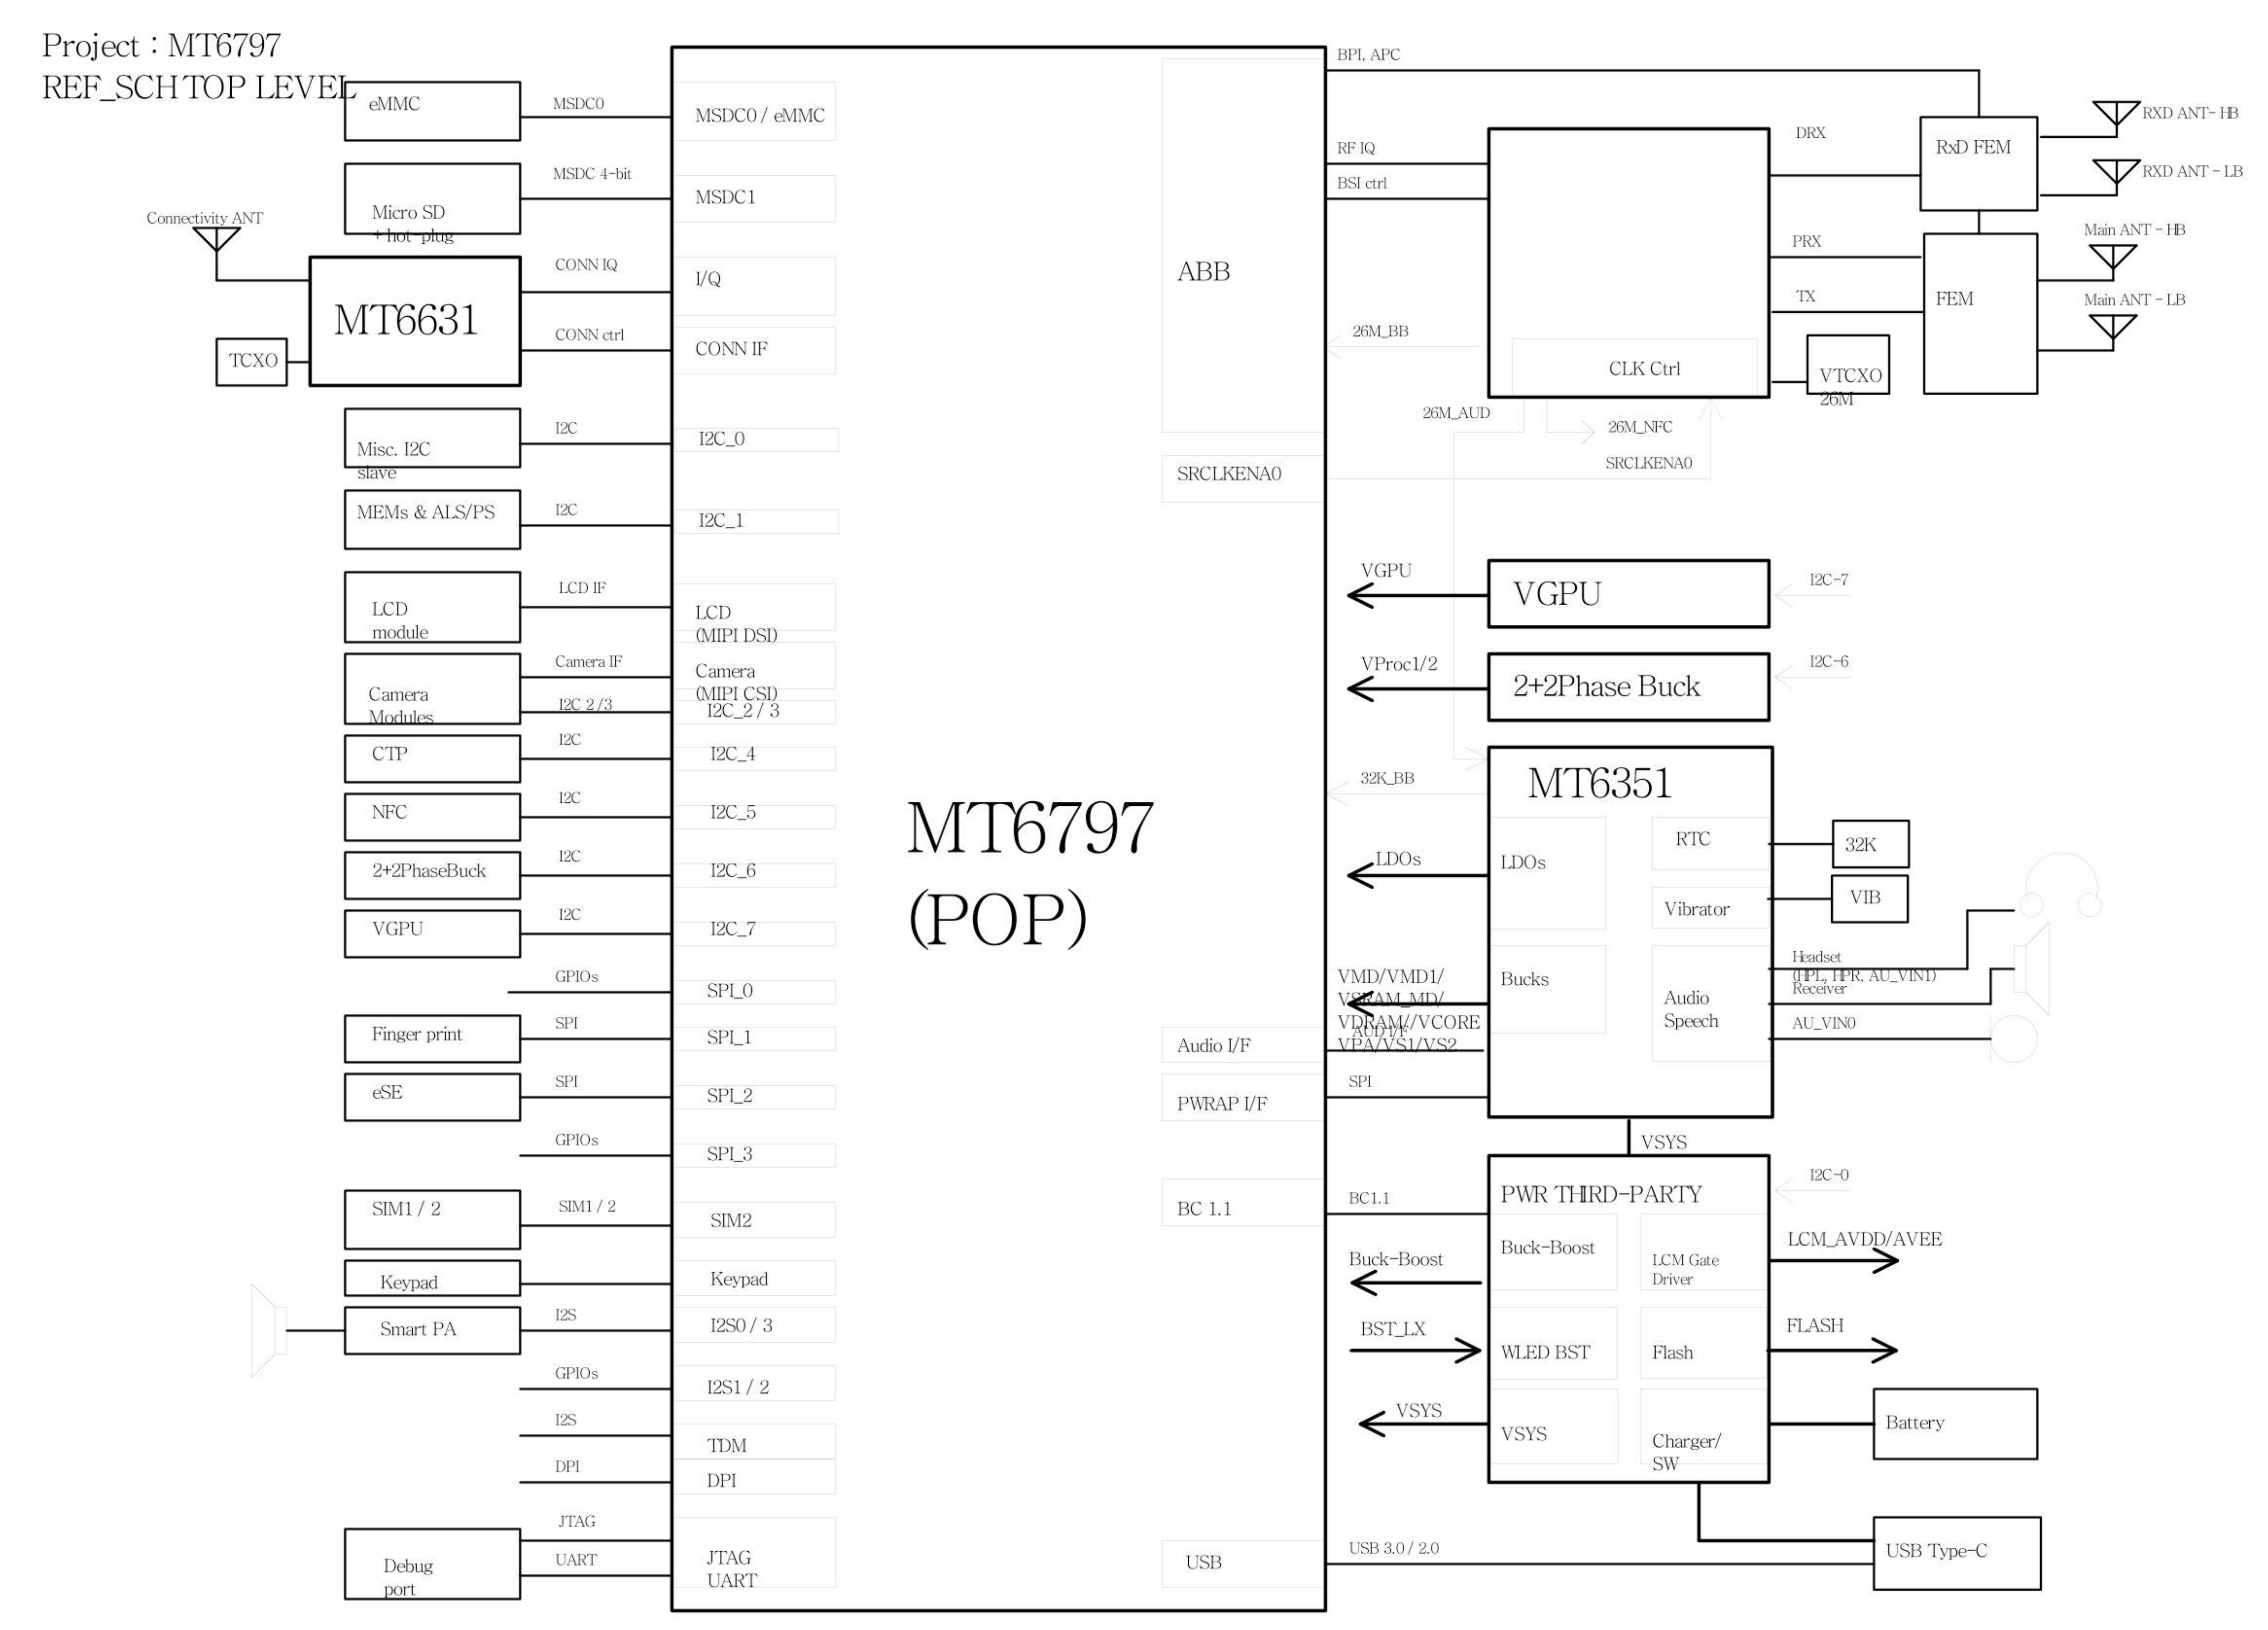 Project : MT6797
REF_SCH TOP LEVEL
eMMC
MSDC0
MSDC0 / eMMC
Micro SD
+ hot-plug
MSDC 4-bit
MSDC1
Connectivity ANT
MT6631
TCXO
CONN IQ
I/Q
CONN ctrl
CONN IF
Misc. I2C
slave
I2C
I2C_0
MEMs & ALS/PS
I2C
I2C_1
LCD
module
LCD IF
LCD
(MIPI DSI)
Camera
Modules
Camera IF
Camera
(MIPI CSI)
I2C 2 /3
I2C_2 / 3
CTP
I2C
I2C_4
NFC
I2C
I2C_5
2+2PhaseBuck
I2C
I2C_6
VGPU
I2C
I2C_7
GPIOs
SPI_0
Finger print
SPI
SPI_1
eSE
SPI
SPI_2
GPIOs
SPI_3
SIM1 / 2
SIM1 / 2
SIM2
Keypad
Keypad
Smart PA
I2S
I2S0 / 3
GPIOs
I2S1 / 2
I2S
TDM
DPI
DPI
Debug
port
JTAG
UART
JTAG
UART
MT6797
(POP)
ABB
SRCLKENA0
Audio I/F
PWRAP I/F
BC 1.1
USB
BPI, APC
RF IQ
BSI ctrl
26M_BB
CLK Ctrl
26M_AUD
26M_NFC
SRCLKENA0
DRX
PRX
TX
VTCXO
26M
RxD FEM
FEM
RXD ANT- HB
RXD ANT - LB
Main ANT - HB
Main ANT - LB
VGPU
VGPU
I2C-7
VProc1/2
2+2Phase Buck
I2C-6
32K_BB
MT6351
LDOs
LDOs
RTC
32K
Vibrator
VIB
VMD/VMD1/
VSRAM_MD/
VDRAM//VCORE
VPA/VS1/VS2
Bucks
Audio
Speech
Headset
(HPL, HPR, AU_VIN1)
Receiver
AU_VIN0
AUD I/F
SPI
VSYS
BC1.1
PWR THIRD-PARTY
I2C-0
Buck-Boost
Buck-Boost
LCM Gate
Driver
LCM_AVDD/AVEE
BST_LX
WLED BST
Flash
FLASH
VSYS
VSYS
Charger/
SW
Battery
USB 3.0 / 2.0
USB Type-C